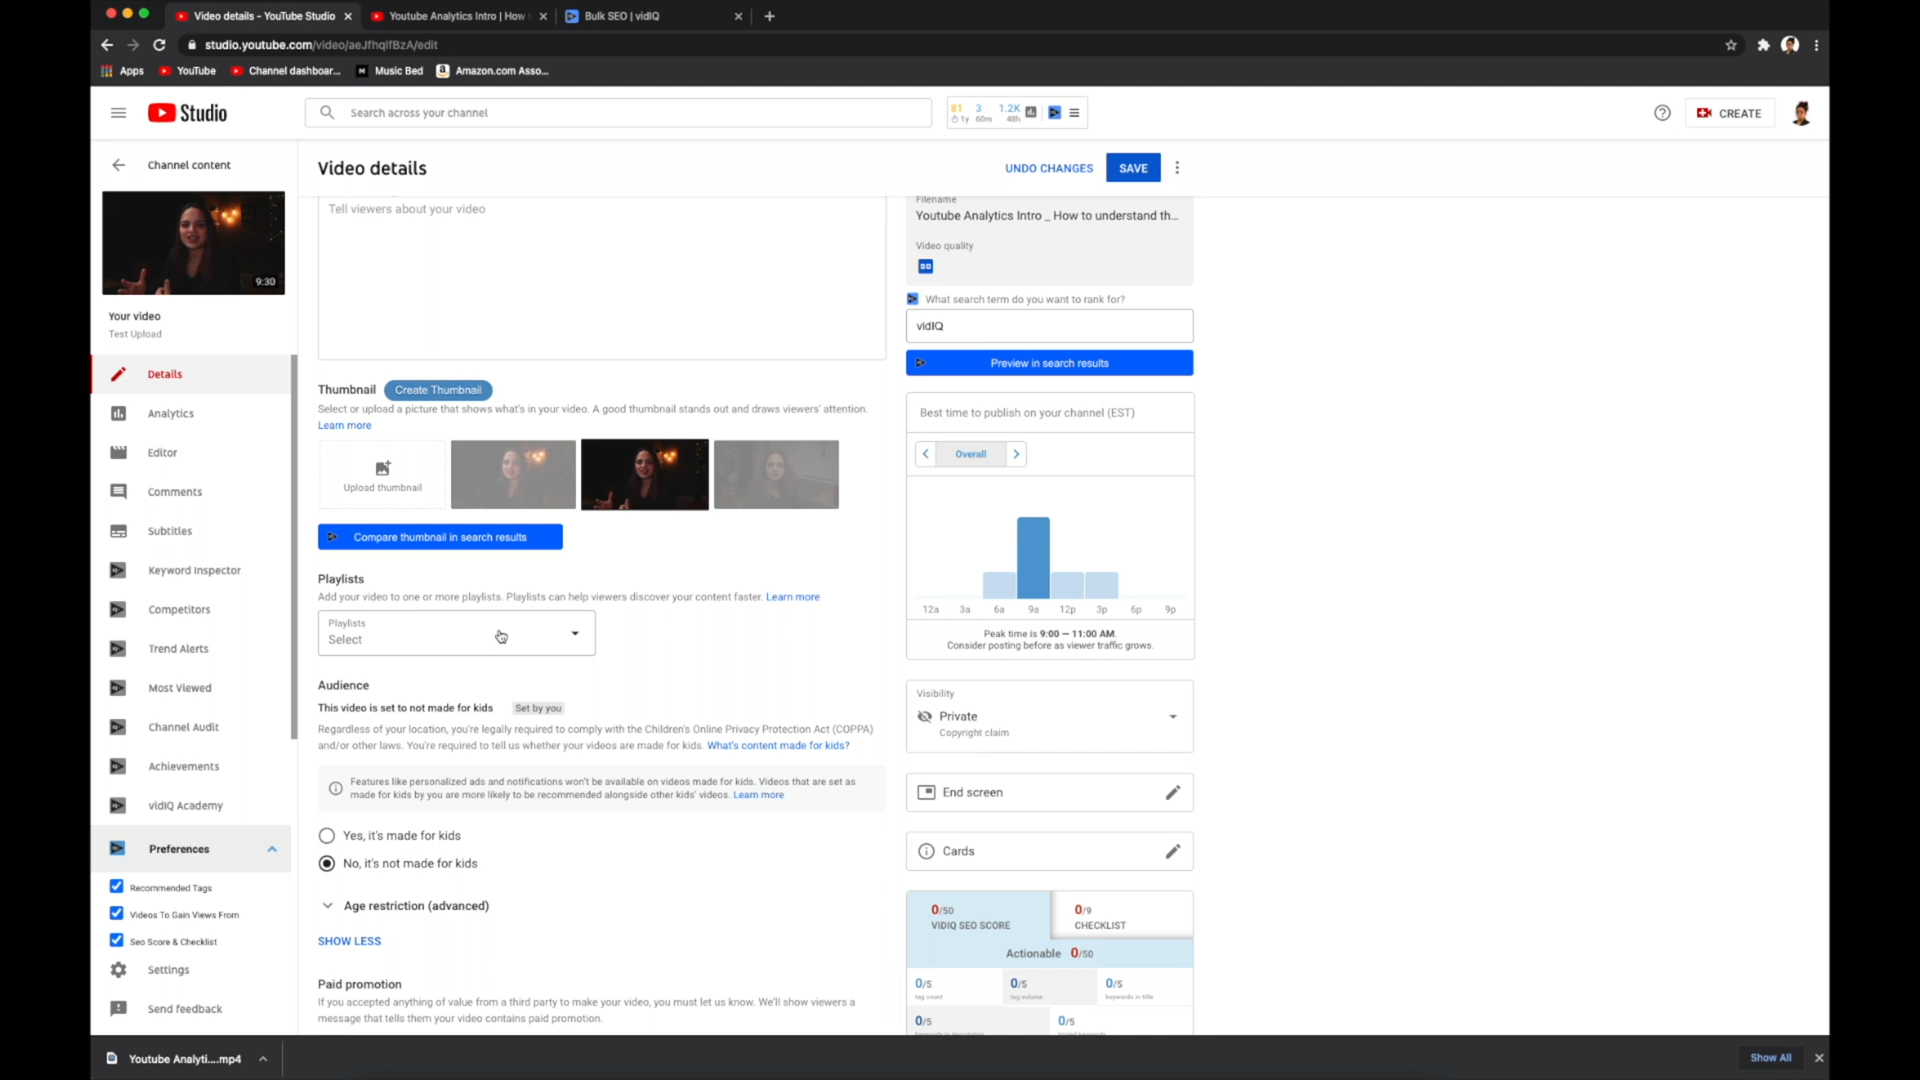 Video details - YouTube Studio
Youtube Analytics Intro | How
Bulk SEO | vidIQ
studio.youtube.com/video/aeJfhqIfBzA/edit
Apps
YouTube
Channel dashboar...
Music Bed
Amazon.com Asso...
Studio
Search across your channel
81 3 1.2K
1y 60m 48h
CREATE
Channel content
Video details
UNDO CHANGES
SAVE
9:30
Your video
Test Upload
Details
Analytics
Editor
Comments
Subtitles
Keyword Inspector
Competitors
Trend Alerts
Most Viewed
Channel Audit
Achievements
vidIQ Academy
Preferences
Recommended Tags
Videos To Gain Views From
Seo Score & Checklist
Settings
Send feedback
Tell viewers about your video
Thumbnail
Create Thumbnail
Select or upload a picture that shows what's in your video. A good thumbnail stands out and draws viewers' attention.
Learn more
Upload thumbnail
Compare thumbnail in search results
Playlists
Add your video to one or more playlists. Playlists can help viewers discover your content faster. Learn more
Playlists
Select
Audience
This video is set to not made for kids
Set by you
Regardless of your location, you're legally required to comply with the Children's Online Privacy Protection Act (COPPA)
and/or other laws. You're required to tell us whether your videos are made for kids. What's content made for kids?
Features like personalized ads and notifications won't be available on videos made for kids. Videos that are set as
made for kids by you are more likely to be recommended alongside other kids' videos. Learn more
Yes, it's made for kids
No, it's not made for kids
Age restriction (advanced)
SHOW LESS
Paid promotion
If you accepted anything of value from a third party to make your video, you must let us know. We'll show viewers a
message that tells them your video contains paid promotion.
Filename
Youtube Analytics Intro _ How to understand th...
Video quality
SD
What search term do you want to rank for?
vidIQ
Preview in search results
Best time to publish on your channel (EST)
Overall
12a 3a 6a 9a 12p 3p 6p 9p
Peak time is 9:00 — 11:00 AM.
Consider posting before as viewer traffic grows.
Visibility
Private
Copyright claim
End screen
Cards
0/50
VIDIQ SEO SCORE
0/9
CHECKLIST
Actionable 0/50
0/5
tag count
0/5
tag volume
0/5
keywords in title
0/5
0/5
Youtube Analyti....mp4
Show All